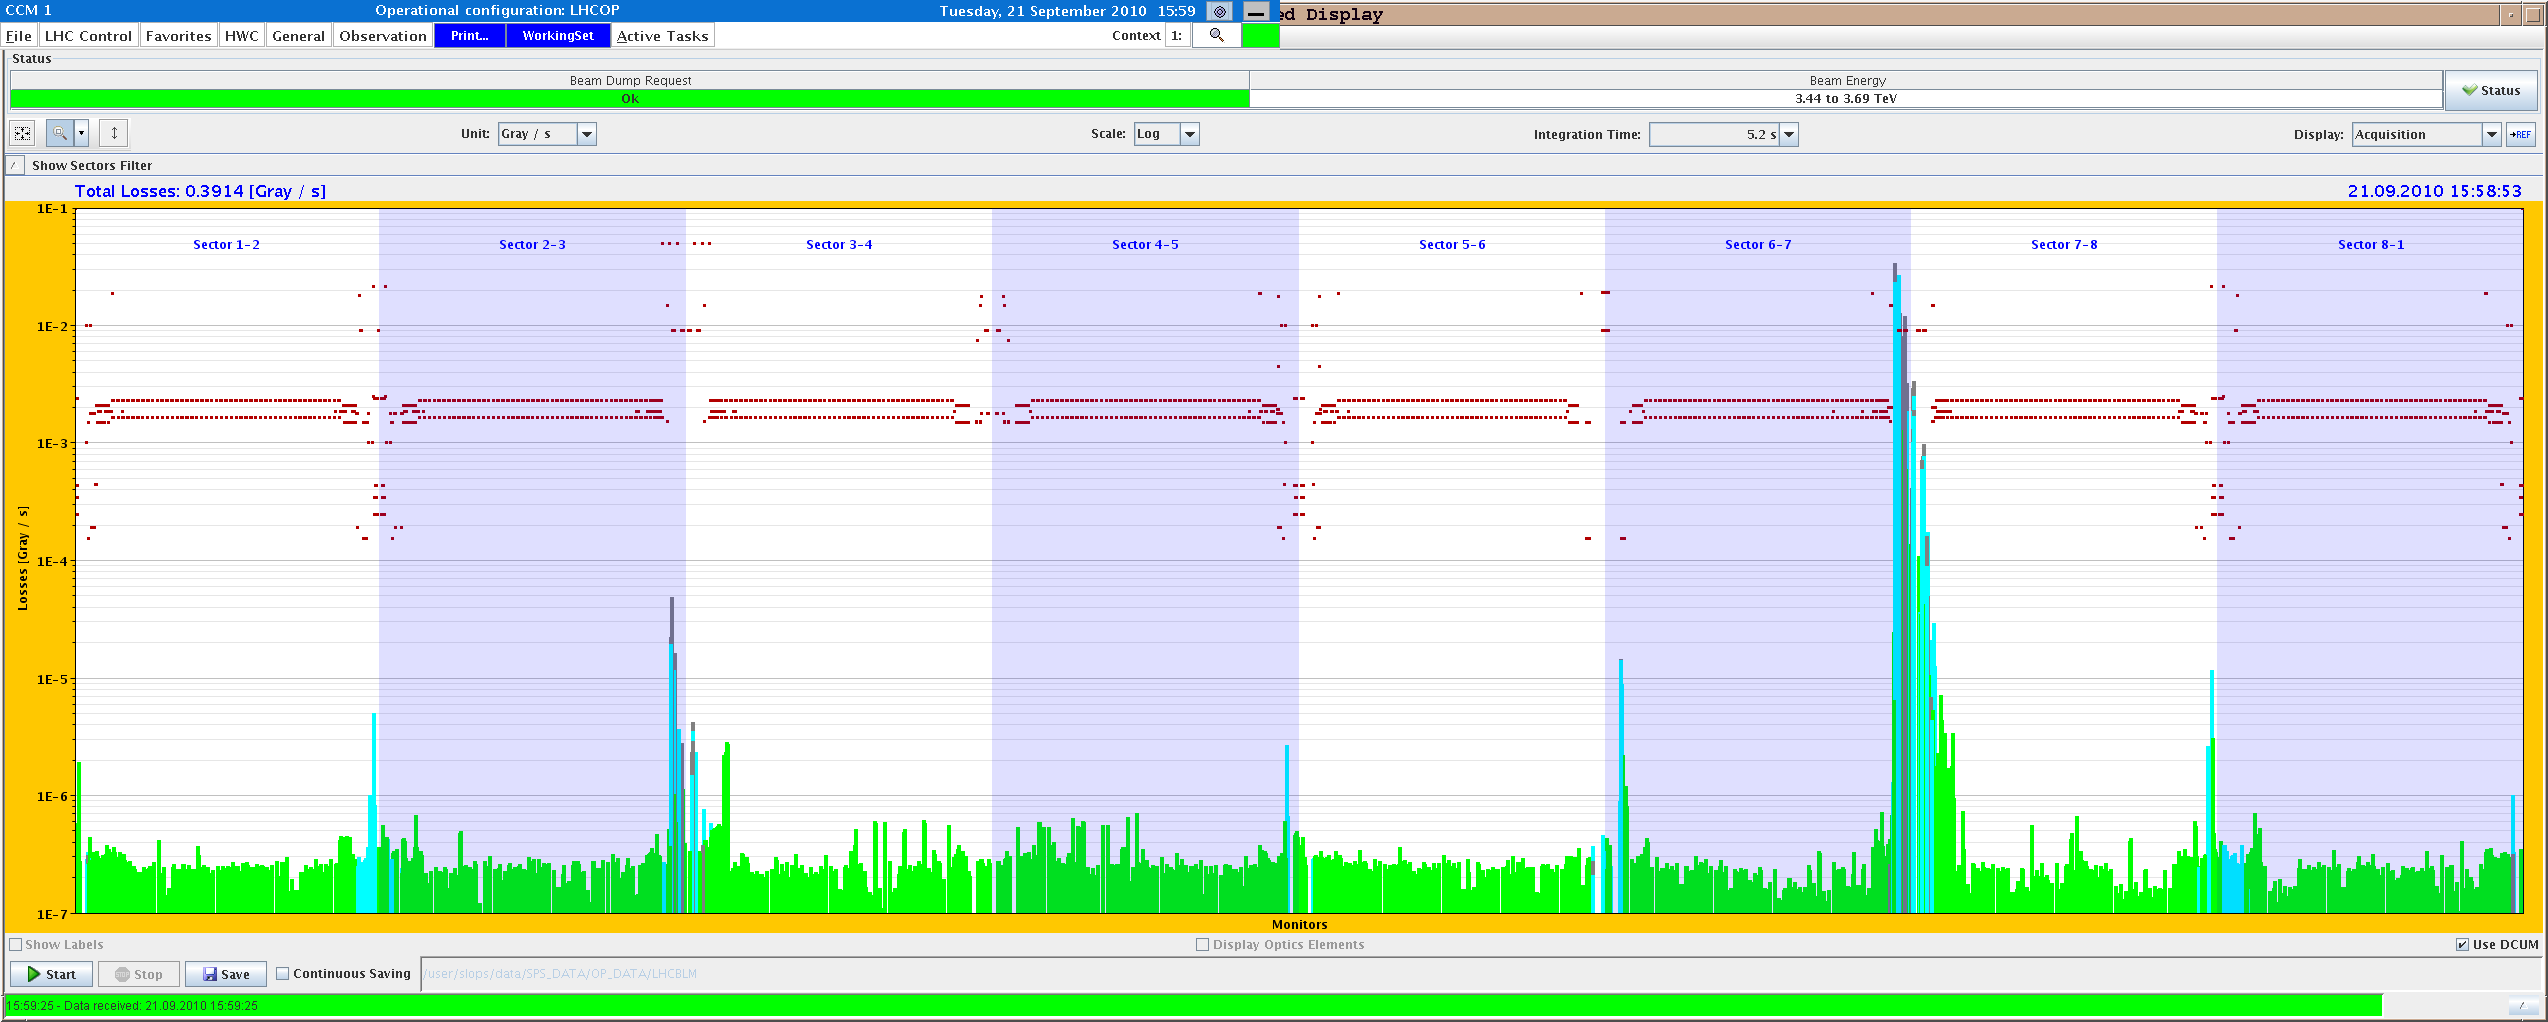 CCM 1 Operational configuration: LHCOP Tuesday, 21 September 2010 15:59 ed Display
File LHC Control Favorites HWC General Observation Print... WorkingSet Active Tasks Context 1:
Status
Beam Dump Request Beam Energy
Ok 3.44 to 3.69 TeV Status
Unit: Gray / s Scale: Log Integration Time: 5.2 s Display: Acquisition →REF
Show Sectors Filter
Total Losses: 0.3914 [Gray / s] 21.09.2010 15:58:53
1E-1
Sector 1-2 Sector 2-3 Sector 3-4 Sector 4-5 Sector 5-6 Sector 6-7 Sector 7-8 Sector 8-1
1E-2
1E-3
Losses [Gray / s]
1E-4
1E-5
1E-6
1E-7
Monitors
Show Labels Display Optics Elements Use DCUM
Start STOP Stop Save Continuous Saving /user/slops/data/SPS_DATA/OP_DATA/LHCBLM
15:59:25 - Data received: 21.09.2010 15:59:25